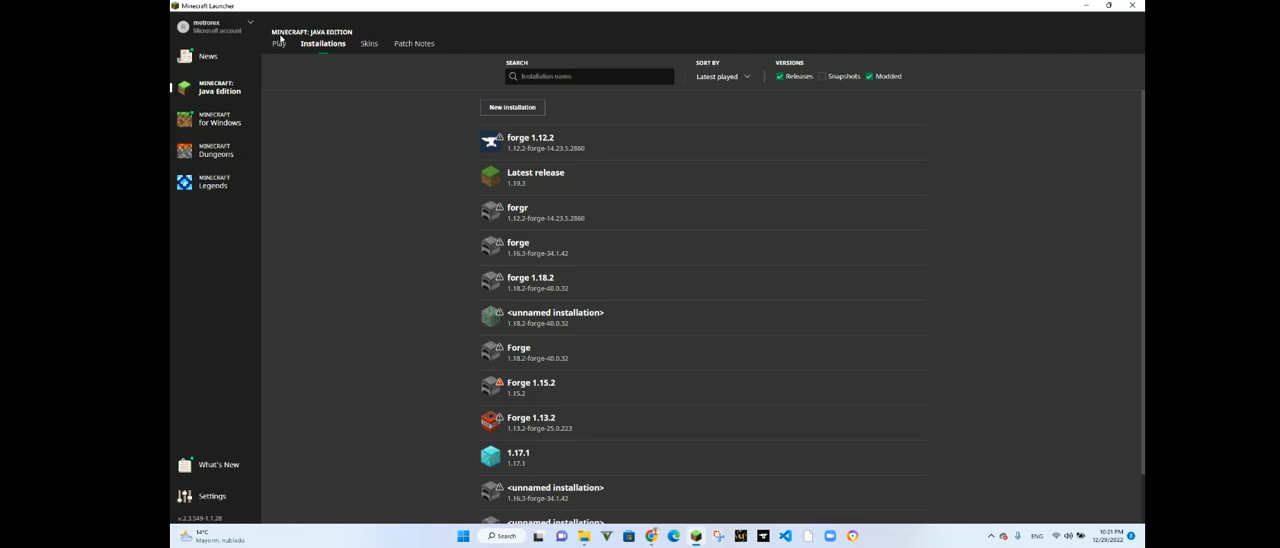 Minecraft Launcher
metrorex
Microsoft account
News
MINECRAFT:
Java Edition
MINECRAFT
for Windows
MINECRAFT
Dungeons
MINECRAFT
Legends
What's New
Settings
v.2.3.549-1.1.28
MINECRAFT: JAVA EDITION
Play Installations Skins Patch Notes
SEARCH SORT BY VERSIONS
Installation name Latest played Releases Snapshots Modded
New installation
forge 1.12.2
1.12.2-forge-14.23.5.2860
Latest release
1.19.3
forgr
1.12.2-forge-14.23.5.2860
forge
1.16.3-forge-34.1.42
forge 1.18.2
1.18.2-forge-40.0.32
<unnamed installation>
1.18.2-forge-40.0.32
Forge
1.18.2-forge-40.0.32
Forge 1.15.2
1.15.2
Forge 1.13.2
1.13.2-forge-25.0.223
1.17.1
1.17.1
<unnamed installation>
1.16.3-forge-34.1.42
<unnamed installation>
14°C
Mayorm. nublado
Search
ENG
10:21 PM
12/29/2022